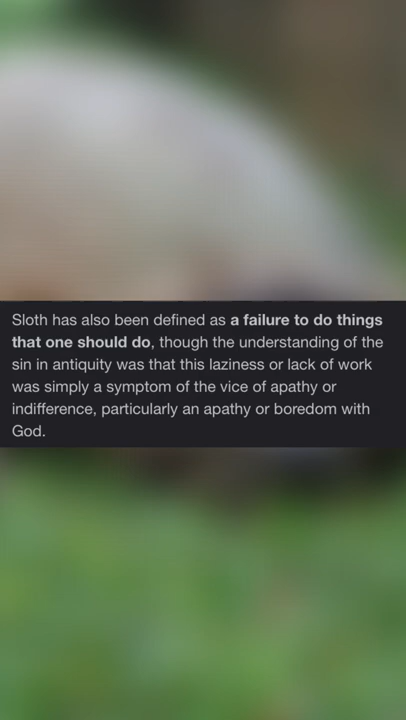 Sloth has also been defined as a failure to do things
that one should do, though the understanding of the
sin in antiquity was that this laziness or lack of work
was simply a symptom of the vice of apathy or
indifference, particularly an apathy or boredom with
God.